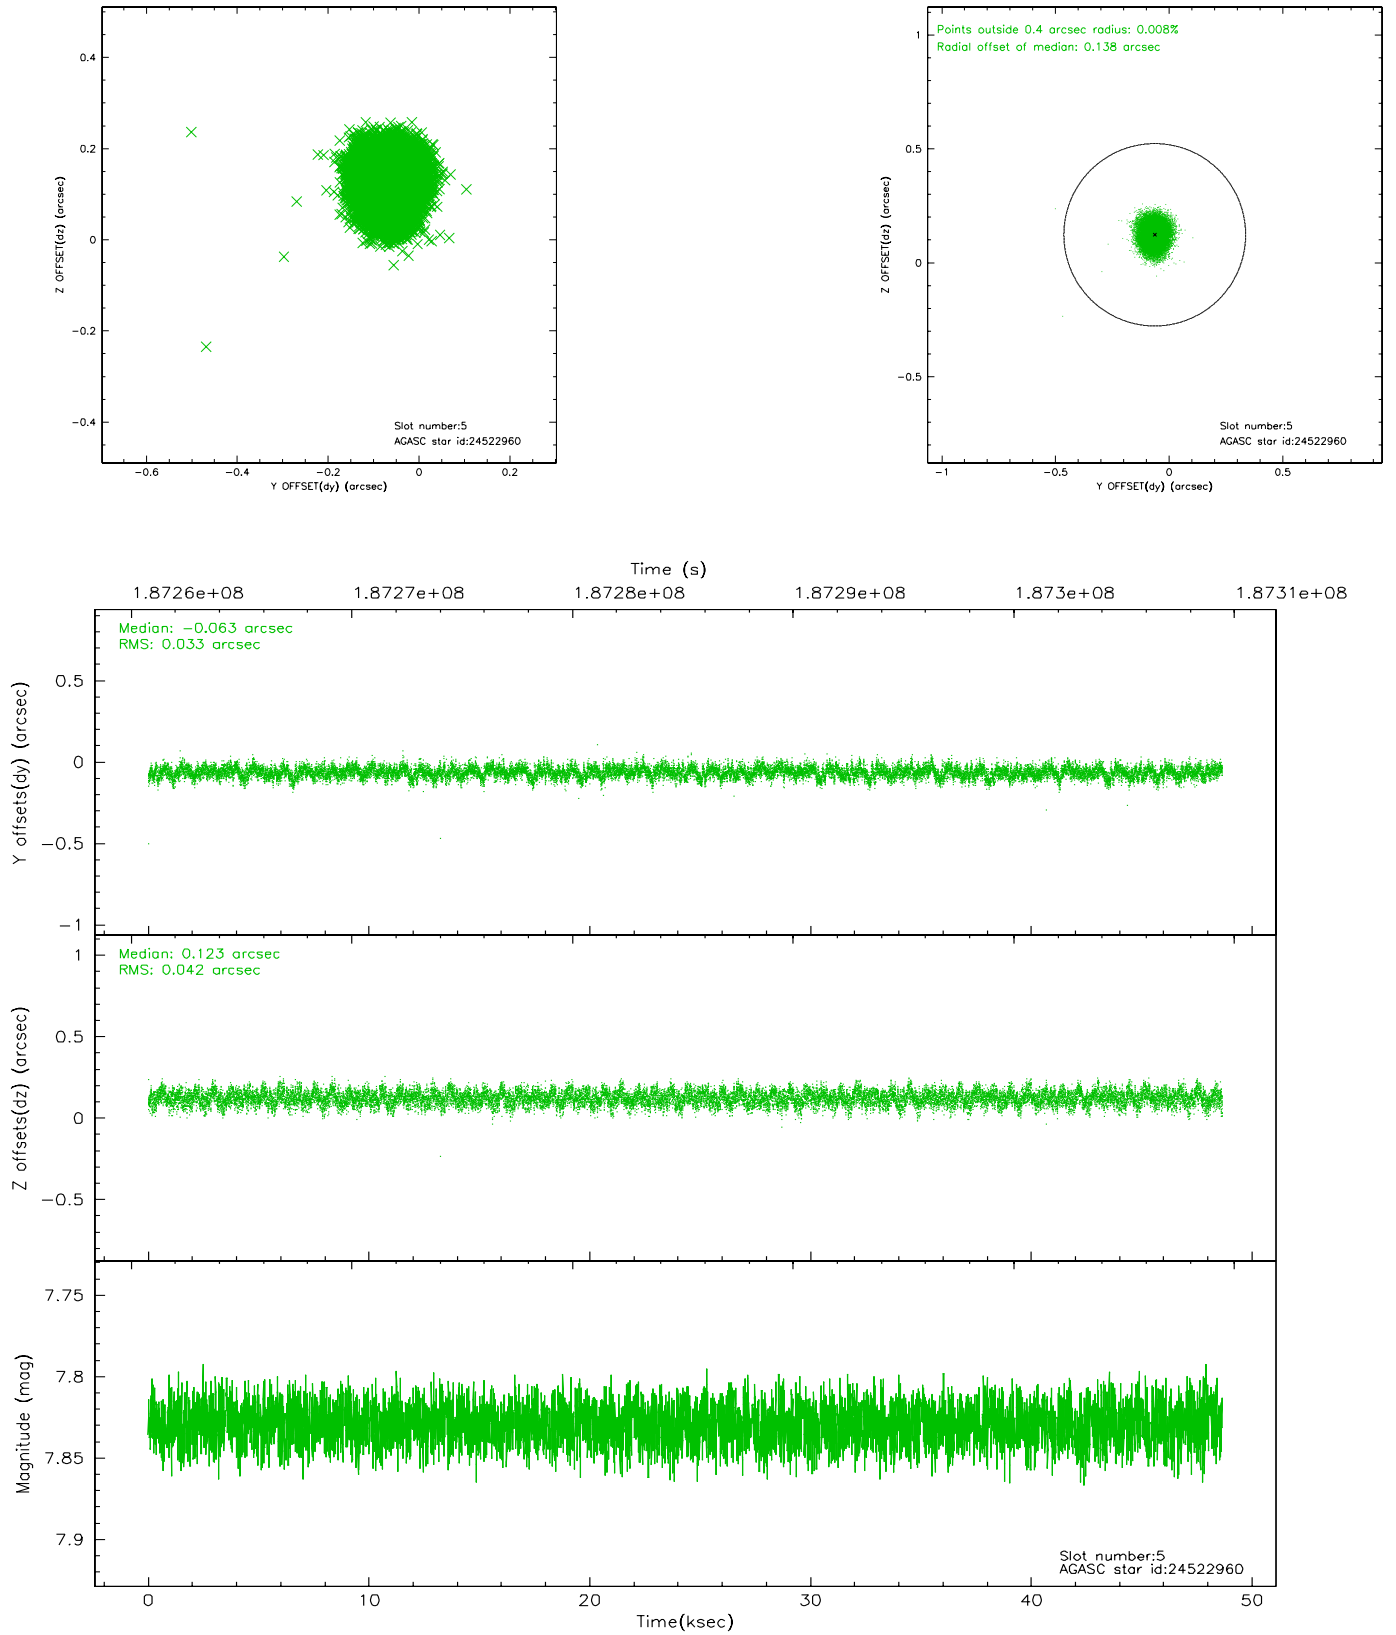 0.4
0.2
0
−0.2
−0.4
Z OFFSET(dz) (arcsec)
Slot number:5
AGASC star id:24522960
−0.6 −0.4 −0.2 0 0.2
Y OFFSET(dy) (arcsec)
Points outside 0.4 arcsec radius: 0.008%
Radial offset of median: 0.138 arcsec
1
0.5
0
−0.5
Z OFFSET(dz) (arcsec)
Slot number:5
AGASC star id:24522960
−1 −0.5 0 0.5
Y OFFSET(dy) (arcsec)
Time (s)
1.8726e+08 1.8727e+08 1.8728e+08 1.8729e+08 1.873e+08 1.8731e+08
Median: −0.063 arcsec
RMS: 0.033 arcsec
0.5
0
−0.5
−1
Y offsets(dy) (arcsec)
Median: 0.123 arcsec
RMS: 0.042 arcsec
1
0.5
0
−0.5
Z offsets(dz) (arcsec)
7.75
7.8
7.85
7.9
Magnitude (mag)
Slot number:5
AGASC star id:24522960
0 10 20 30 40 50
Time(ksec)